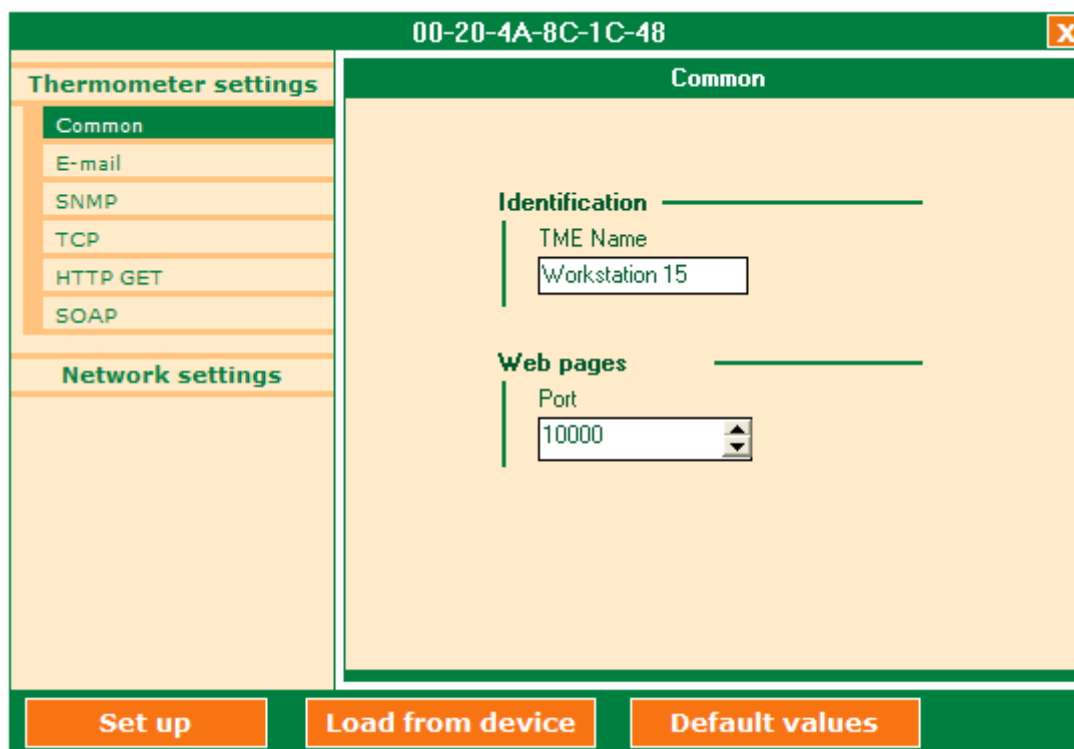 00-20-4A-8C-1C-48
X
Thermometer settings
Common
E-mail
SNMP
TCP
HTTP GET
SOAP
Network settings
Common
Identification
TME Name
Workstation 15
Web pages
Port
10000
Set up
Load from device
Default values